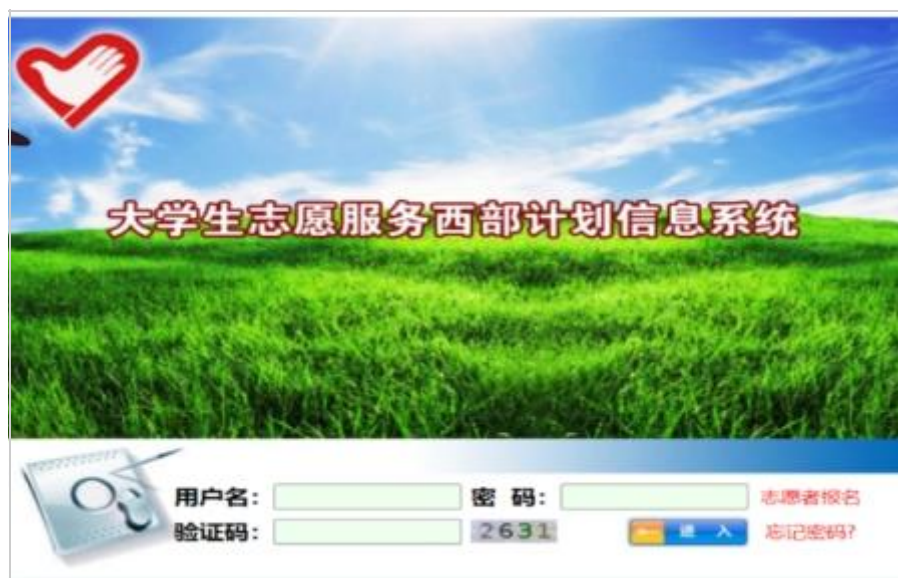 大学生志愿服务西部计划信息系统
用户名: 密 码: 志愿者报名
验证码: 2631 进 入 忘记密码?